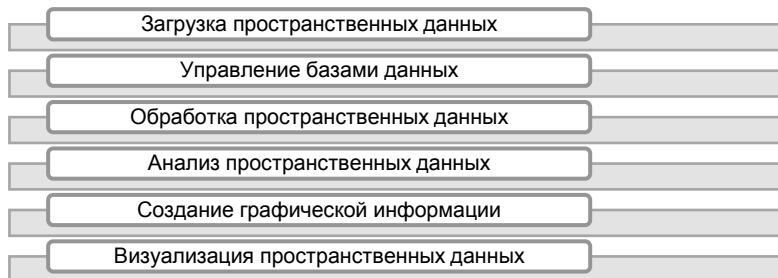 Загрузка пространственных данных
Управление базами данных
Обработка пространственных данных
Анализ пространственных данных
Создание графической информации
Визуализация пространственных данных